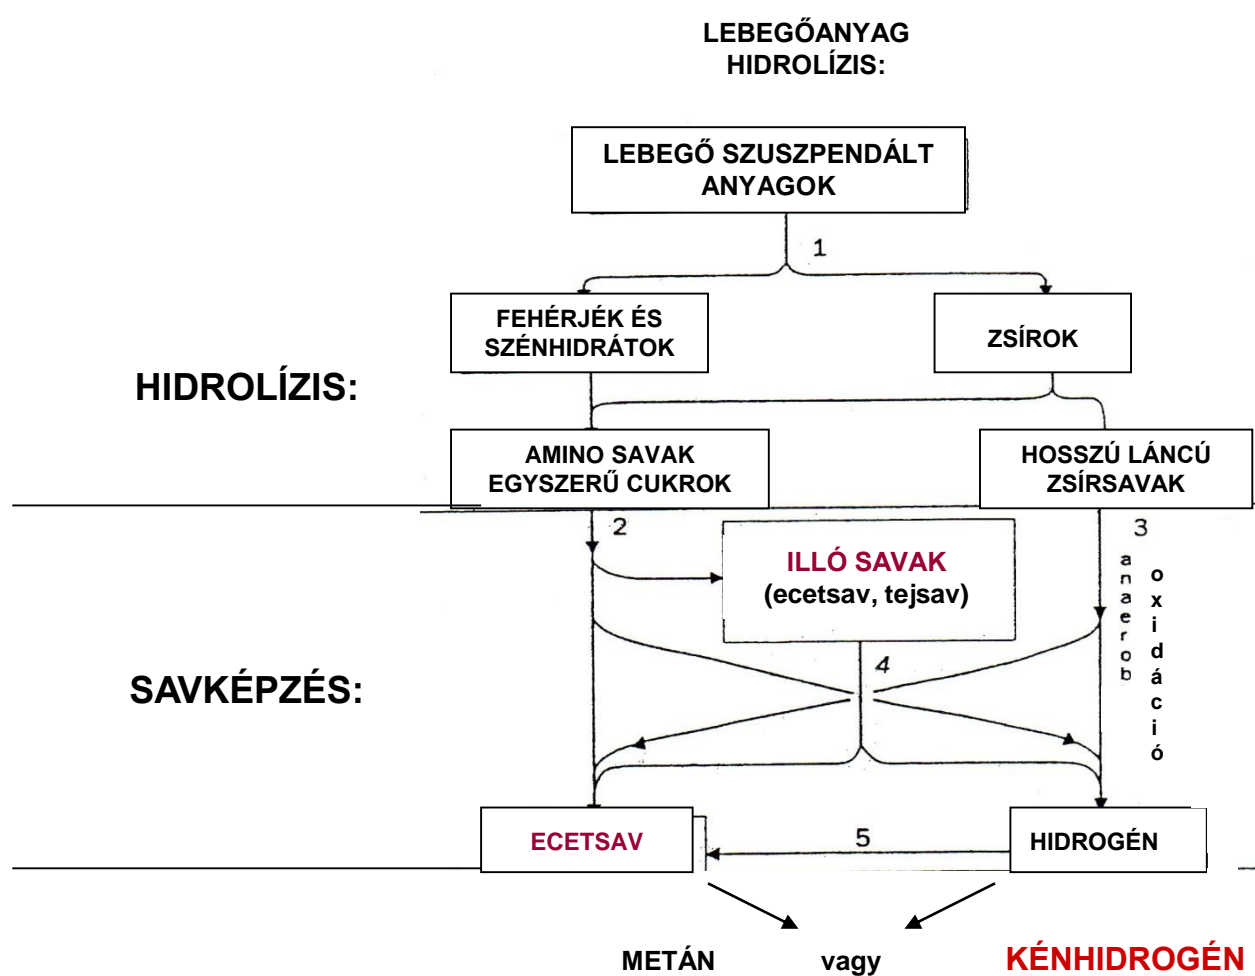 LEBEGŐANYAG
HIDROLÍZIS:
LEBEGŐ SZUSZPENDÁLT
ANYAGOK
1
FEHÉRJÉK ÉS
SZÉNHIDRÁTOK
ZSÍROK
HIDROLÍZIS:
AMINO SAVAK
EGYSZERŰ CUKROK
HOSSZÚ LÁNCÚ
ZSÍRSAVAK
2
3
ILLÓ SAVAK
(ecetsav, tejsav)
anaerob
oxidáció
4
SAVKÉPZÉS:
ECETSAV
5
HIDROGÉN
METÁN vagy KÉNHIDROGÉN